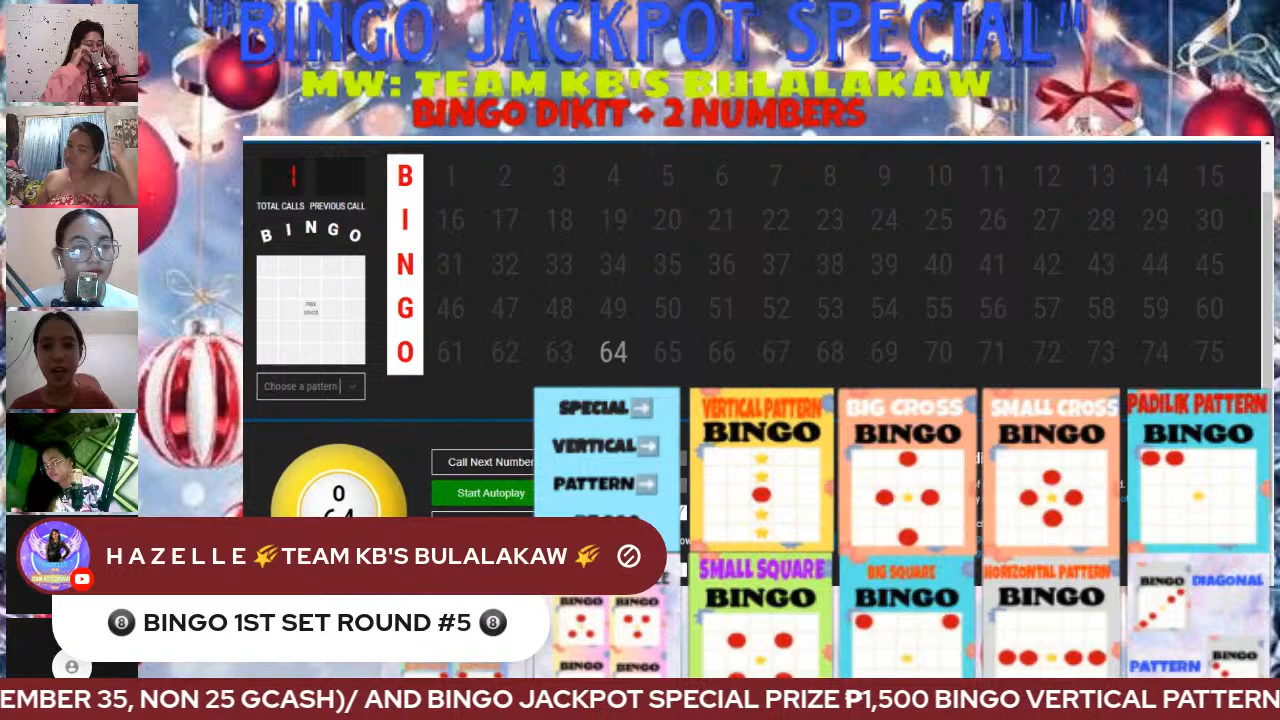 "BINGO JACKPOT SPECIAL"
MW: TEAM KB'S BULALAKAW
BINGO DIKIT + 2 NUMBERS
1
TOTAL CALLS PREVIOUS CALL
B I N G O
FREE SPACE
Choose a pattern
B 1 2 3 4 5 6 7 8 9 10 11 12 13 14 15
I 16 17 18 19 20 21 22 23 24 25 26 27 28 29 30
N 31 32 33 34 35 36 37 38 39 40 41 42 43 44 45
G 46 47 48 49 50 51 52 53 54 55 56 57 58 59 60
O 61 62 63 64 65 66 67 68 69 70 71 72 73 74 75
O
64
Call Next Number
Start Autoplay
SPECIAL ➡
VERTICAL ➡
PATTERN ➡
VERTICAL PATTERN
BINGO
BIG CROSS
BINGO
SMALL CROSS
BINGO
PADILIK PATTERN
BINGO
SMALL SQUARE
BINGO
BIG SQUARE
BINGO
HORIZONTAL PATTERN
BINGO
BINGO DIAGONAL
PATTERN BINGO
BINGO BINGO
BINGO BINGO
H A Z E L L E 🌠TEAM KB'S BULALAKAW 🌠
🎱 BINGO 1ST SET ROUND #5 🎱
EMBER 35, NON 25 GCASH)/ AND BINGO JACKPOT SPECIAL PRIZE ₱1,500 BINGO VERTICAL PATTERN